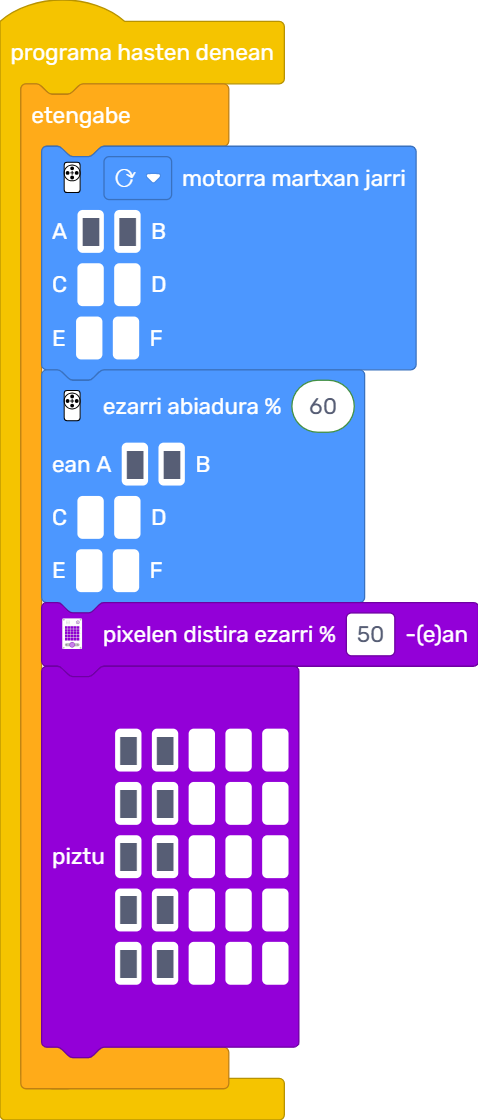 programa hasten denean
etengabe
motorra martxan jarri
A B
C D
E F
ezarri abiadura % 60
ean A B
C D
E F
pixelen distira ezarri % 50 -(e)an
piztu